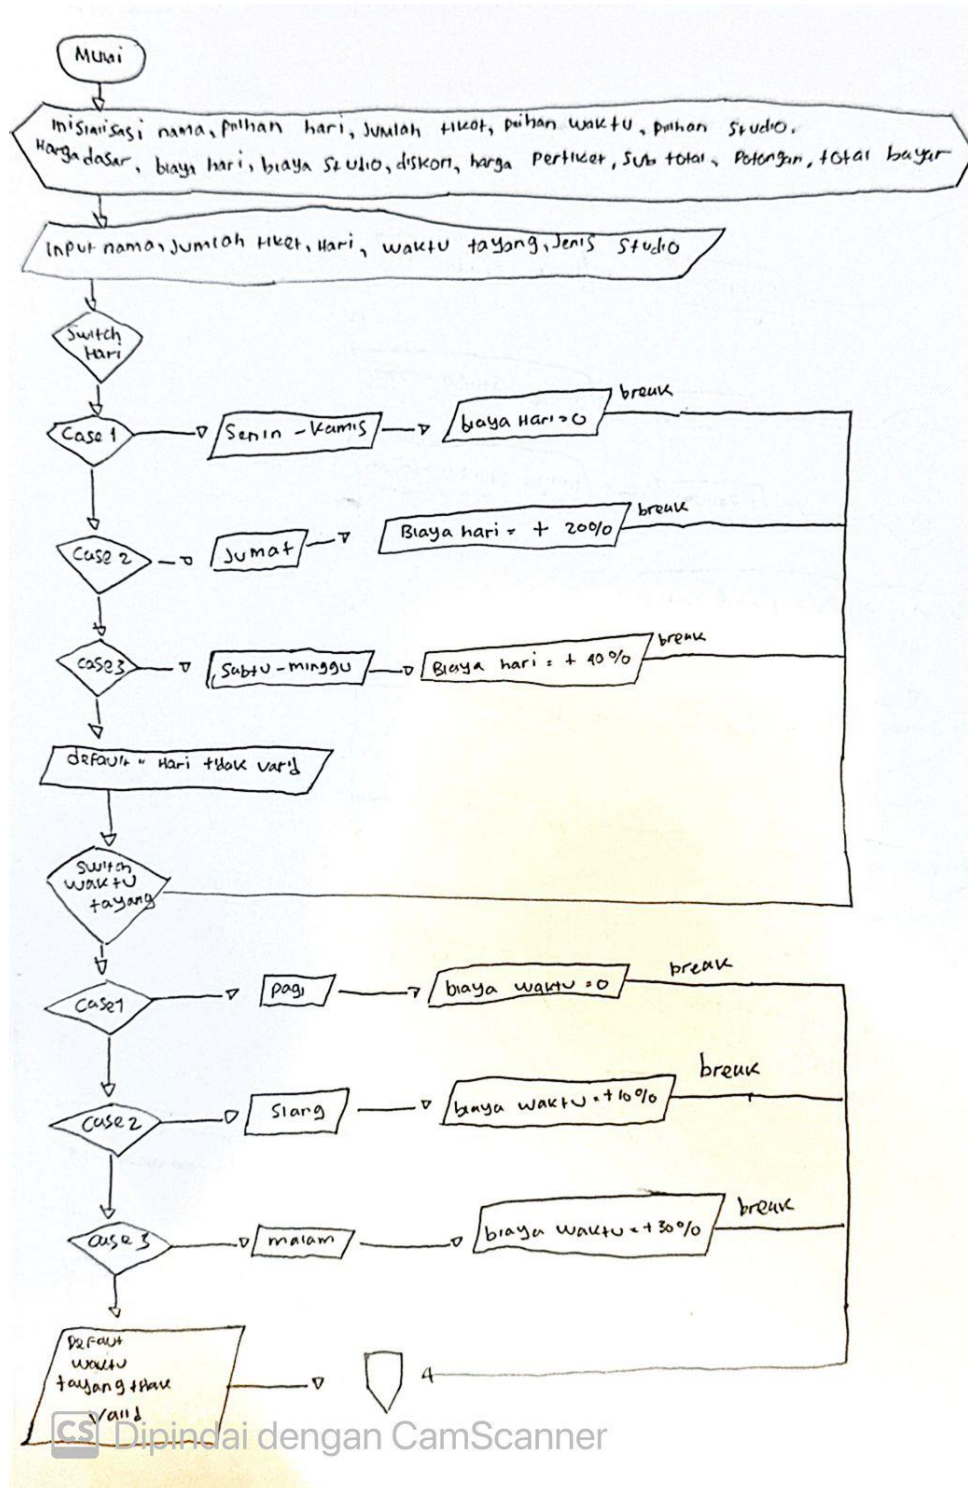 Mulai
inisialisasi nama, pilihan hari, Jumlah tiket, pilihan waktu, pilihan Studio,
Harga dasar, biaya hari, biaya Studio, diskon, harga Pertiket, Sub total, Potongan, total bayar
Input nama, Jumlah tiket, Hari, waktu tayang, Jenis Studio
Switch
Hari
Case 1
Senin - Kamis
biaya Hari = 0
break
Case 2
Jumat
Biaya hari = + 20%
break
case 3
Sabtu - minggu
Biaya hari = + 40%
break
default = Hari tidak valid
Switch
waktu
tayang
case 1
pagi
biaya waktu = 0
break
case 2
Siang
biaya waktu = +10%
break
case 3
malam
biaya waktu = +30%
break
Default
waktu
tayang tidak
Valid
CS Dipindai dengan CamScanner